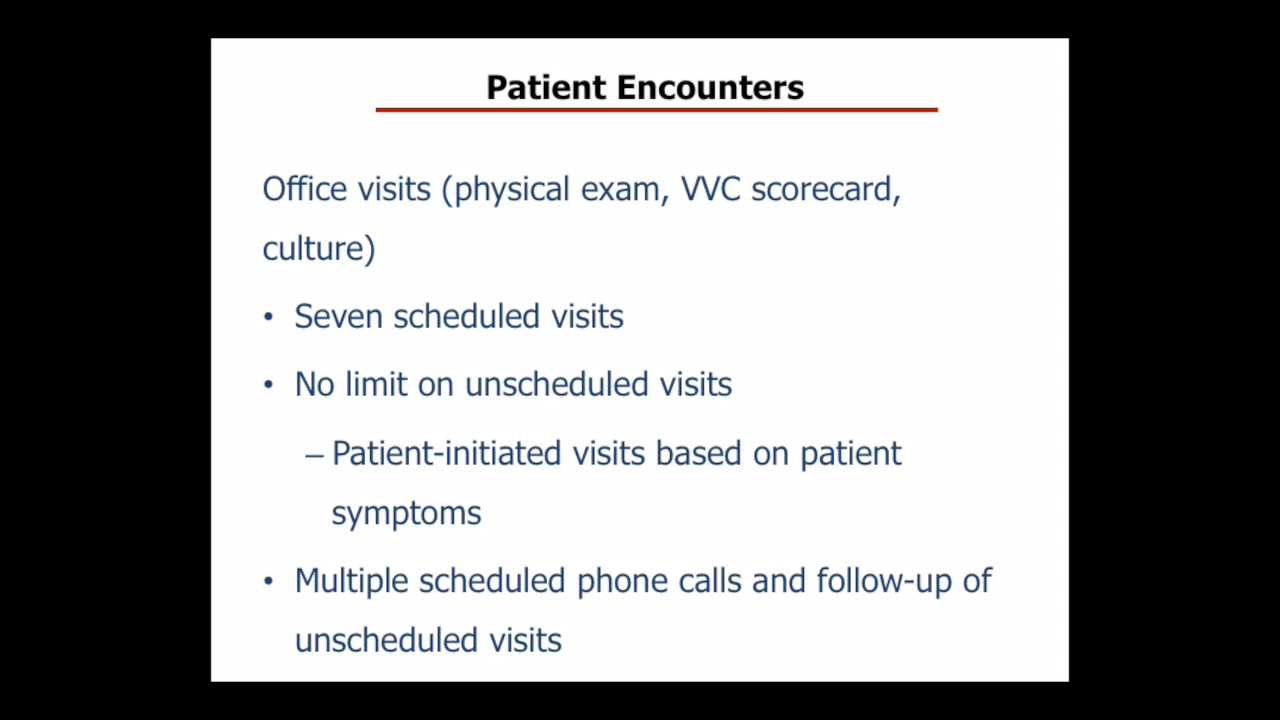 Patient Encounters
Office visits (physical exam, VVC scorecard,
culture)
• Seven scheduled visits
• No limit on unscheduled visits
– Patient-initiated visits based on patient
symptoms
• Multiple scheduled phone calls and follow-up of
unscheduled visits